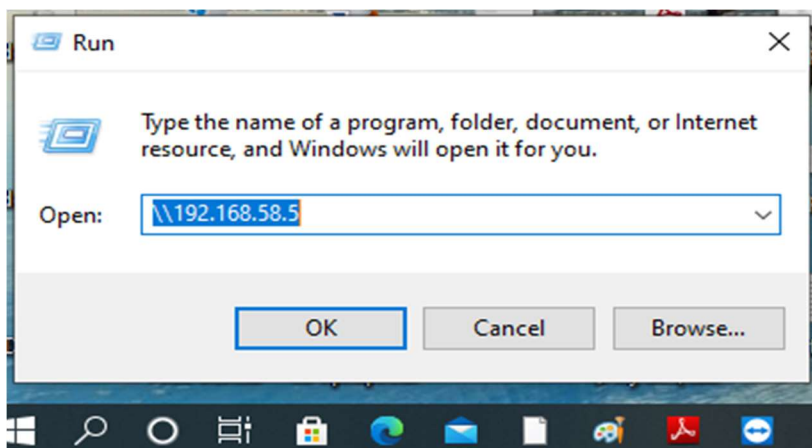 Run
Type the name of a program, folder, document, or Internet
resource, and Windows will open it for you.
Open:
\\192.168.58.5
OK
Cancel
Browse...